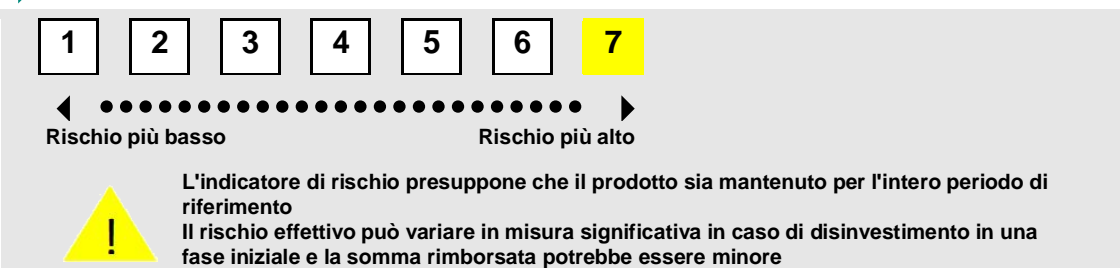 1 2 3 4 5 6 7
Rischio più basso Rischio più alto
L'indicatore di rischio presuppone che il prodotto sia mantenuto per l'intero periodo di
riferimento
Il rischio effettivo può variare in misura significativa in caso di disinvestimento in una
fase iniziale e la somma rimborsata potrebbe essere minore
!